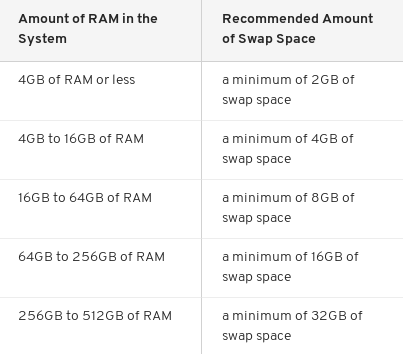 Amount of RAM in the
System
Recommended Amount
of Swap Space
4GB of RAM or less
a minimum of 2GB of
swap space
4GB to 16GB of RAM
a minimum of 4GB of
swap space
16GB to 64GB of RAM
a minimum of 8GB of
swap space
64GB to 256GB of RAM
a minimum of 16GB of
swap space
256GB to 512GB of RAM
a minimum of 32GB of
swap space